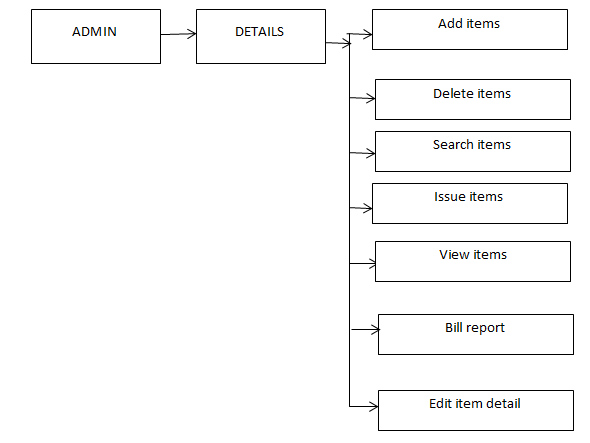 ADMIN
DETAILS
Add items
Delete items
Search items
Issue items
View items
Bill report
Edit item detail